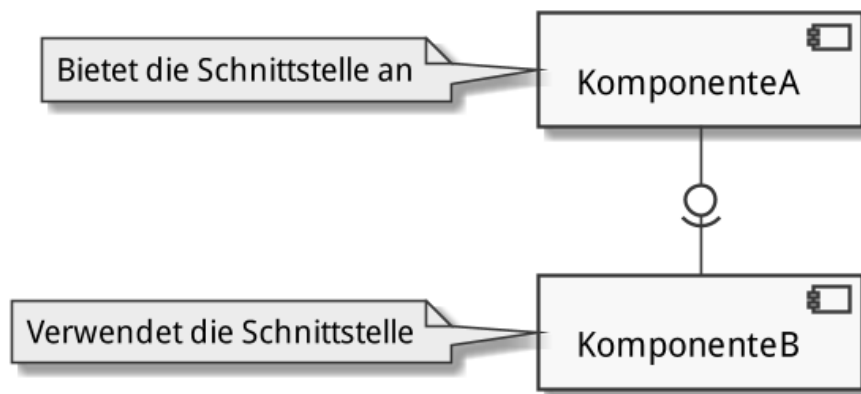 Bietet die Schnittstelle an
KomponenteA
Verwendet die Schnittstelle
KomponenteB